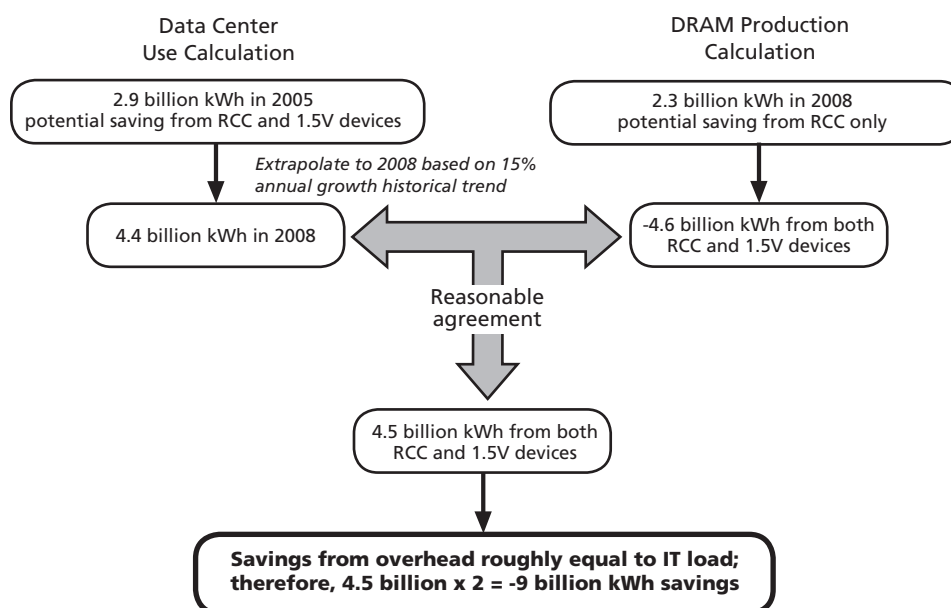 Data Center
Use Calculation
DRAM Production
Calculation
2.9 billion kWh in 2005
potential saving from RCC and 1.5V devices
2.3 billion kWh in 2008
potential saving from RCC only
Extrapolate to 2008 based on 15%
annual growth historical trend
4.4 billion kWh in 2008
-4.6 billion kWh from both
RCC and 1.5V devices
Reasonable
agreement
4.5 billion kWh from both
RCC and 1.5V devices
Savings from overhead roughly equal to IT load;
therefore, 4.5 billion x 2 = -9 billion kWh savings